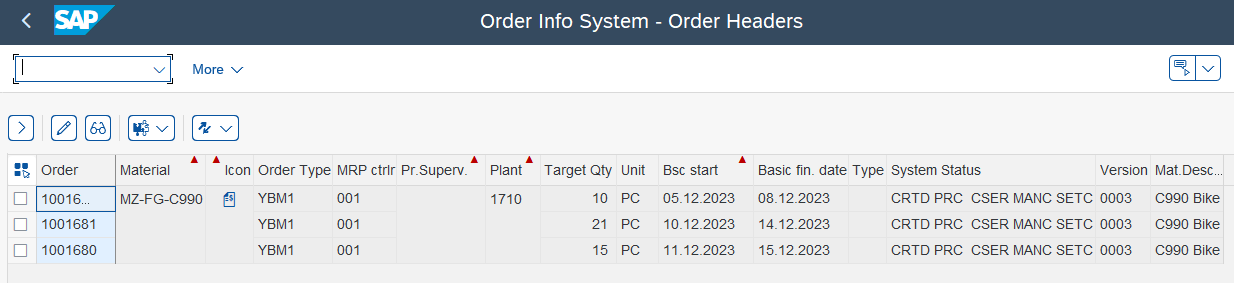 SAP Order Info System - Order Headers
More
Order Material Icon Order Type MRP ctrlr Pr.Superv. Plant Target Qty Unit Bsc start Basic fin. date Type System Status Version Mat.Desc...
10016... MZ-FG-C990 YBM1 001 1710 10 PC 05.12.2023 08.12.2023 CRTD PRC CSER MANC SETC 0003 C990 Bike
1001681 YBM1 001 21 PC 10.12.2023 14.12.2023 CRTD PRC CSER MANC SETC 0003 C990 Bike
1001680 YBM1 001 15 PC 11.12.2023 15.12.2023 CRTD PRC CSER MANC SETC 0003 C990 Bike